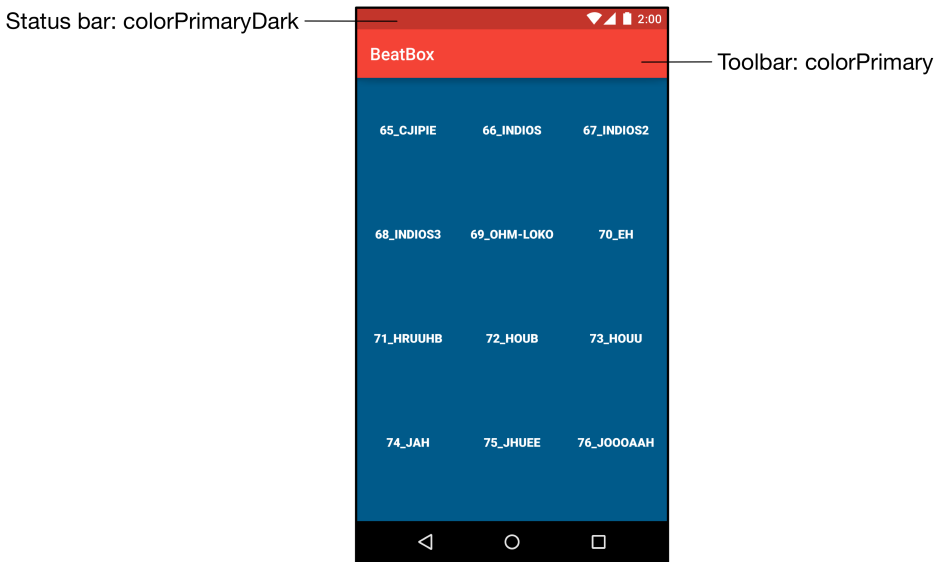 Status bar: colorPrimaryDark
2:00
BeatBox
Toolbar: colorPrimary
65_CJIPIE 66_INDIOS 67_INDIOS2
68_INDIOS3 69_OHM-LOKO 70_EH
71_HRUUHB 72_HOUB 73_HOUU
74_JAH 75_JHUEE 76_JOOOAAH